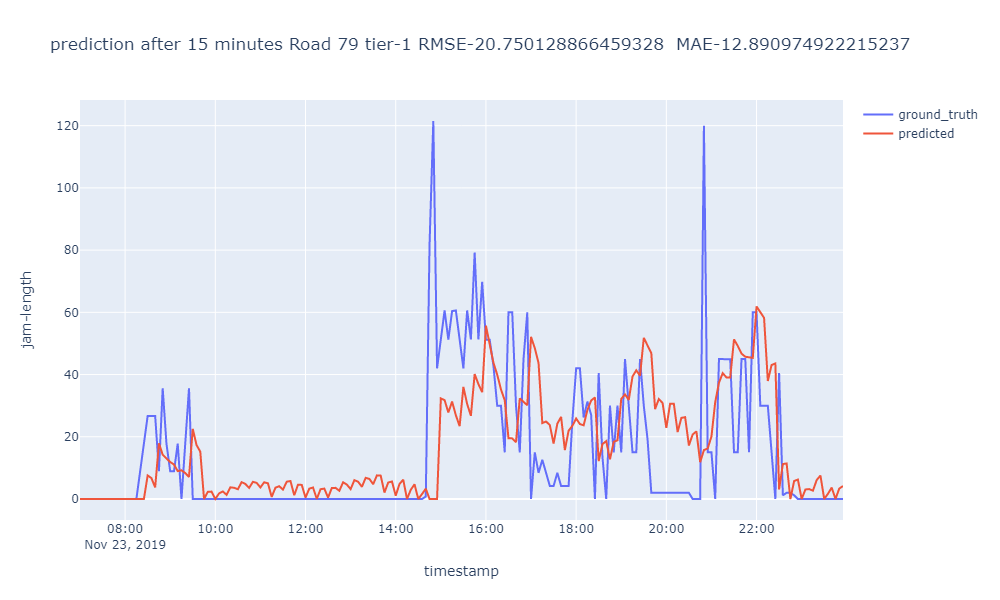 prediction after 15 minutes Road 79 tier-1 RMSE-20.750128866459328  MAE-12.890974922215237
ground_truth
predicted
120
100
80
60
40
20
0
jam-length
08:00 10:00 12:00 14:00 16:00 18:00 20:00 22:00
Nov 23, 2019
timestamp